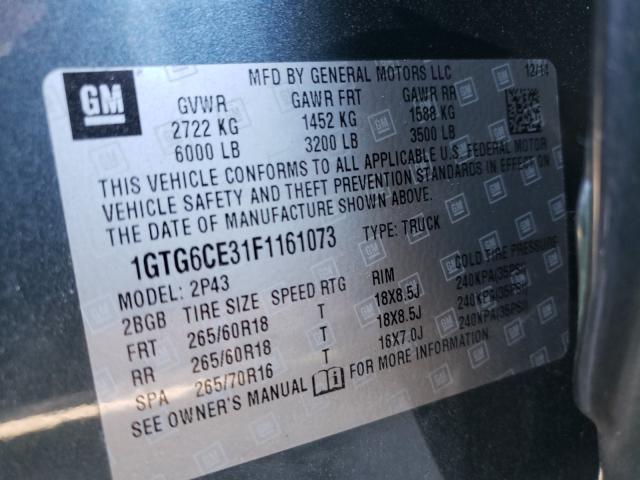 GM
MFD BY GENERAL MOTORS LLC 12/14
GVWR GAWR FRT GAWR RR
2722 KG 1452 KG 1588 KG
6000 LB 3200 LB 3500 LB
THIS VEHICLE CONFORMS TO ALL APPLICABLE U.S. FEDERAL MOTOR
VEHICLE SAFETY AND THEFT PREVENTION STANDARDS IN EFFECT ON
THE DATE OF MANUFACTURE SHOWN ABOVE.
1GTG6CE31F1161073 TYPE: TRUCK
MODEL: 2P43
2BGB TIRE SIZE SPEED RTG RIM COLD PRESSURE
FRT 265/60R18 T 18X8.5J 240KPA/35PSI
RR 265/60R18 T 18X8.5J 240KPA/35PSI
SPA 265/70R16 T 16X7.0J 240KPA/35PSI
SEE OWNER'S MANUAL FOR MORE INFORMATION